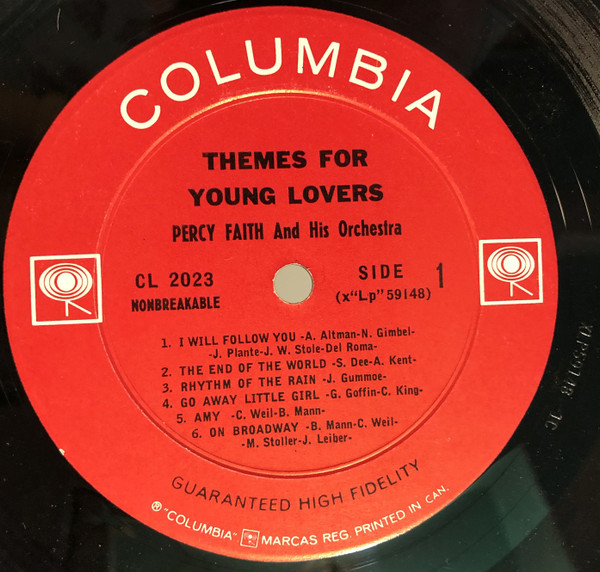 COLUMBIA
THEMES FOR
YOUNG LOVERS
PERCY FAITH And His Orchestra
CL 2023
NONBREAKABLE
SIDE 1
(x"Lp" 59148)
1. I WILL FOLLOW YOU -A. Altman-N. Gimbel-
-J. Plante-J. W. Stole-Del Roma-
2. THE END OF THE WORLD -S. Dee-A. Kent-
3. RHYTHM OF THE RAIN -J. Gummoe-
4. GO AWAY LITTLE GIRL -G. Goffin-C. King-
5. AMY -C. Weil-B. Mann-
6. ON BROADWAY -B. Mann-C. Weil-
-M. Stoller-J. Leiber-
GUARANTEED HIGH FIDELITY
® "COLUMBIA" MARCAS REG. PRINTED IN CAN.